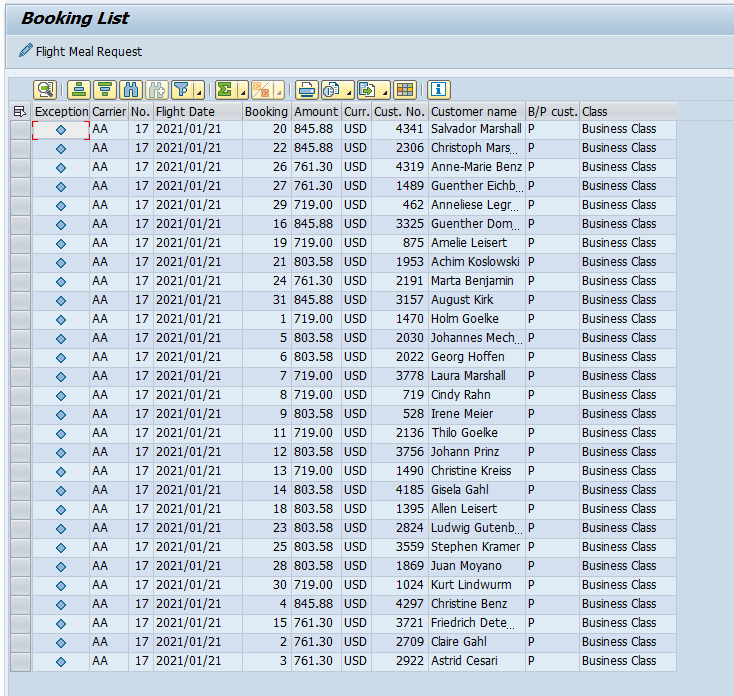 Booking List
Flight Meal Request
Exception Carrier No. Flight Date Booking Amount Curr. Cust. No. Customer name B/P cust. Class
AA 17 2021/01/21 20 845.88 USD 4341 Salvador Marshall P Business Class
AA 17 2021/01/21 22 845.88 USD 2306 Christoph Mars... P Business Class
AA 17 2021/01/21 26 761.30 USD 4319 Anne-Marie Benz P Business Class
AA 17 2021/01/21 27 761.30 USD 1489 Guenther Eichb... P Business Class
AA 17 2021/01/21 29 719.00 USD 462 Anneliese Legr... P Business Class
AA 17 2021/01/21 16 845.88 USD 3325 Guenther Dom... P Business Class
AA 17 2021/01/21 19 719.00 USD 875 Amelie Leisert P Business Class
AA 17 2021/01/21 21 803.58 USD 1953 Achim Koslowski P Business Class
AA 17 2021/01/21 24 761.30 USD 2191 Marta Benjamin P Business Class
AA 17 2021/01/21 31 845.88 USD 3157 August Kirk P Business Class
AA 17 2021/01/21 1 719.00 USD 1470 Holm Goelke P Business Class
AA 17 2021/01/21 5 803.58 USD 2030 Johannes Mech... P Business Class
AA 17 2021/01/21 6 803.58 USD 2022 Georg Hoffen P Business Class
AA 17 2021/01/21 7 719.00 USD 3778 Laura Marshall P Business Class
AA 17 2021/01/21 8 719.00 USD 719 Cindy Rahn P Business Class
AA 17 2021/01/21 9 803.58 USD 528 Irene Meier P Business Class
AA 17 2021/01/21 11 719.00 USD 2136 Thilo Goelke P Business Class
AA 17 2021/01/21 12 803.58 USD 3756 Johann Prinz P Business Class
AA 17 2021/01/21 13 719.00 USD 1490 Christine Kreiss P Business Class
AA 17 2021/01/21 14 803.58 USD 4185 Gisela Gahl P Business Class
AA 17 2021/01/21 18 803.58 USD 1395 Allen Leisert P Business Class
AA 17 2021/01/21 23 803.58 USD 2824 Ludwig Gutenb... P Business Class
AA 17 2021/01/21 25 803.58 USD 3559 Stephen Kramer P Business Class
AA 17 2021/01/21 28 803.58 USD 1869 Juan Moyano P Business Class
AA 17 2021/01/21 30 719.00 USD 1024 Kurt Lindwurm P Business Class
AA 17 2021/01/21 4 845.88 USD 4297 Christine Benz P Business Class
AA 17 2021/01/21 15 761.30 USD 3721 Friedrich Dete... P Business Class
AA 17 2021/01/21 2 761.30 USD 2709 Claire Gahl P Business Class
AA 17 2021/01/21 3 761.30 USD 2922 Astrid Cesari P Business Class